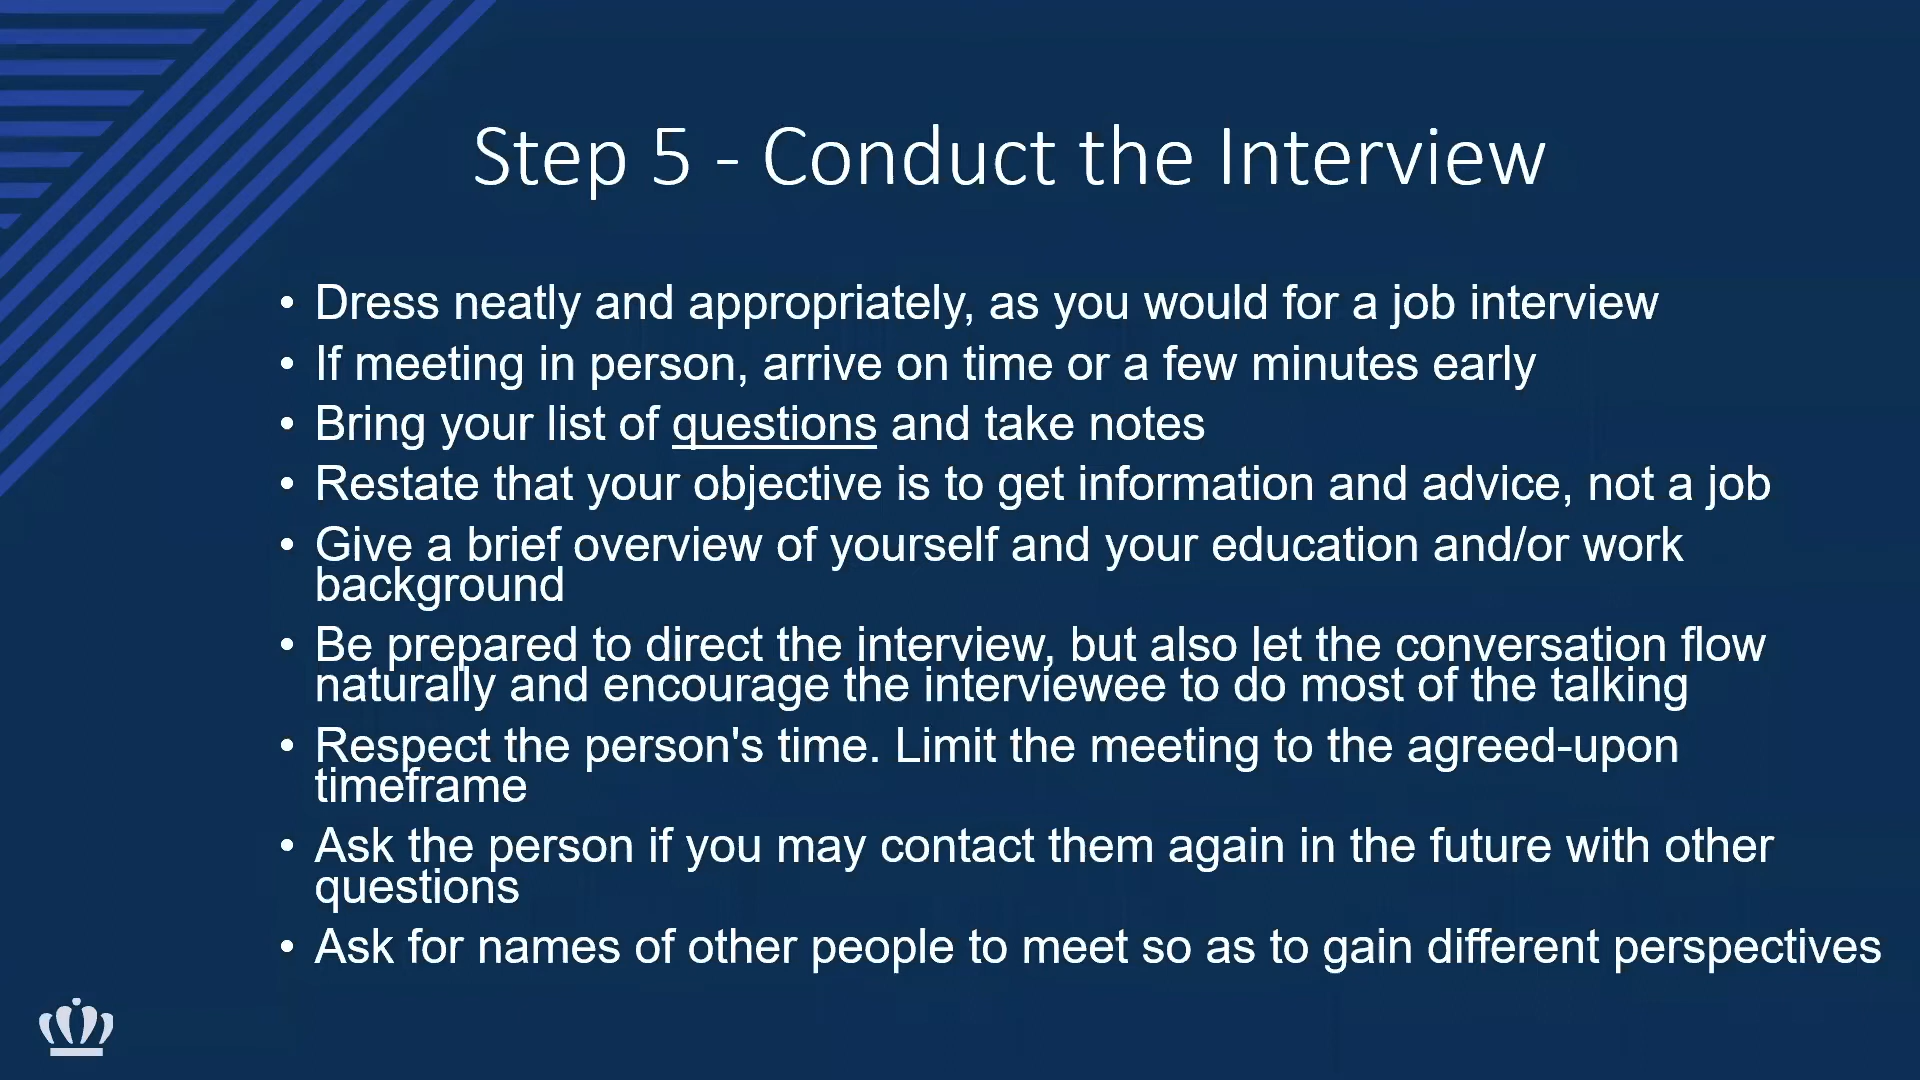 Step 5 - Conduct the Interview
• Dress neatly and appropriately, as you would for a job interview
• If meeting in person, arrive on time or a few minutes early
• Bring your list of questions and take notes
• Restate that your objective is to get information and advice, not a job
• Give a brief overview of yourself and your education and/or work
background
• Be prepared to direct the interview, but also let the conversation flow
naturally and encourage the interviewee to do most of the talking
• Respect the person's time. Limit the meeting to the agreed-upon
timeframe
• Ask the person if you may contact them again in the future with other
questions
• Ask for names of other people to meet so as to gain different perspectives